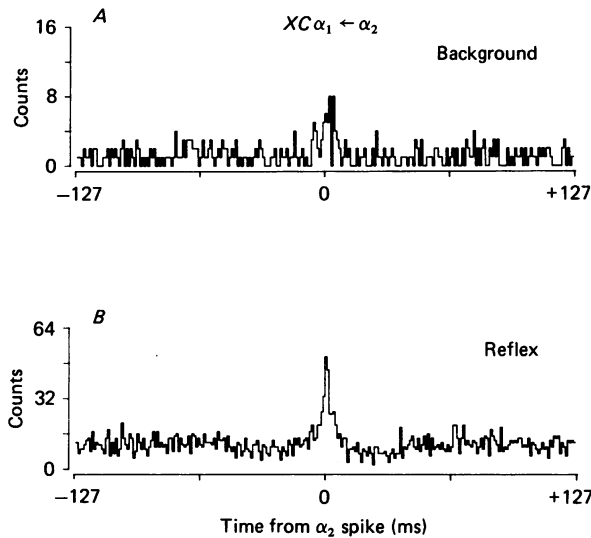 A
XC α₁ ← α₂
Background
16
8
0
Counts
−127
0
+127
B
Reflex
64
32
0
Counts
−127
0
+127
Time from α₂ spike (ms)